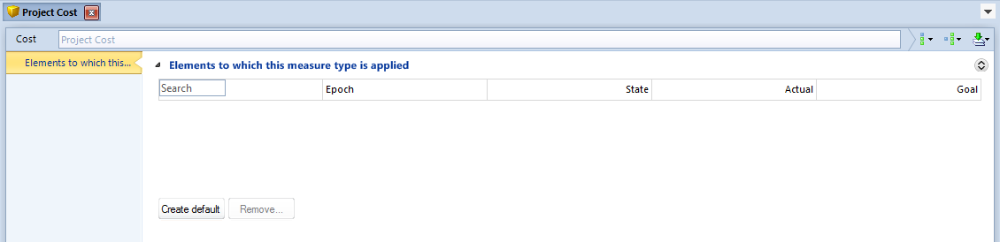 Project Cost
Cost Project Cost
Elements to which this...
Elements to which this measure type is applied
Search Epoch State Actual Goal
Create default Remove...